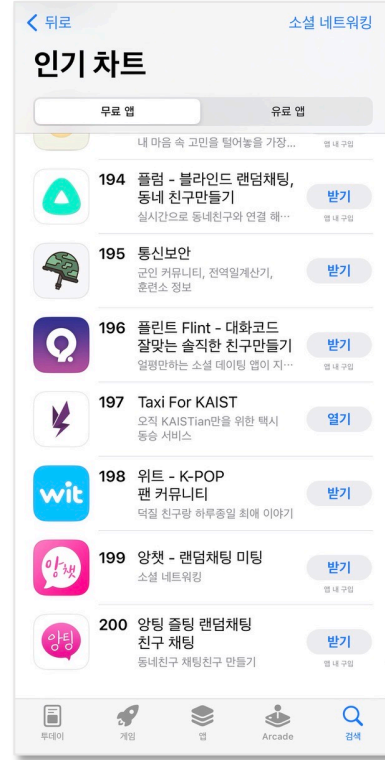 뒤로
소셜 네트워킹
인기 차트
무료 앱
유료 앱
내 마음 속 고민을 털어놓을 가장...
앱 내 구입
194 플럼 - 블라인드 랜덤채팅,
동네 친구만들기
실시간으로 동네친구와 연결 해...
받기
앱 내 구입
195 통신보안
군인 커뮤니티, 전역일계산기,
훈련소 정보
받기
196 플린트 Flint - 대화코드
잘맞는 솔직한 친구만들기
얼평만하는 소셜 데이팅 앱이 지...
받기
앱 내 구입
197 Taxi For KAIST
오직 KAISTian만을 위한 택시
동승 서비스
열기
wit
198 위트 - K-POP
팬 커뮤니티
덕질 친구랑 하루종일 최애 이야기
받기
앙챗
199 앙챗 - 랜덤채팅 미팅
소셜 네트워킹
받기
앱 내 구입
앙팅
200 앙팅 즐팅 랜덤채팅
친구 채팅
동네친구 채팅친구 만들기
받기
앱 내 구입
투데이
게임
앱
Arcade
검색